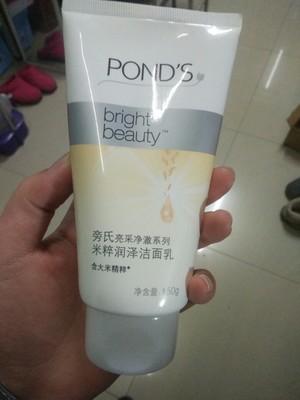 POND'S
bright
beauty™
旁氏亮采净澈系列
米粹润泽洁面乳
含大米精粹*
净含量:150g